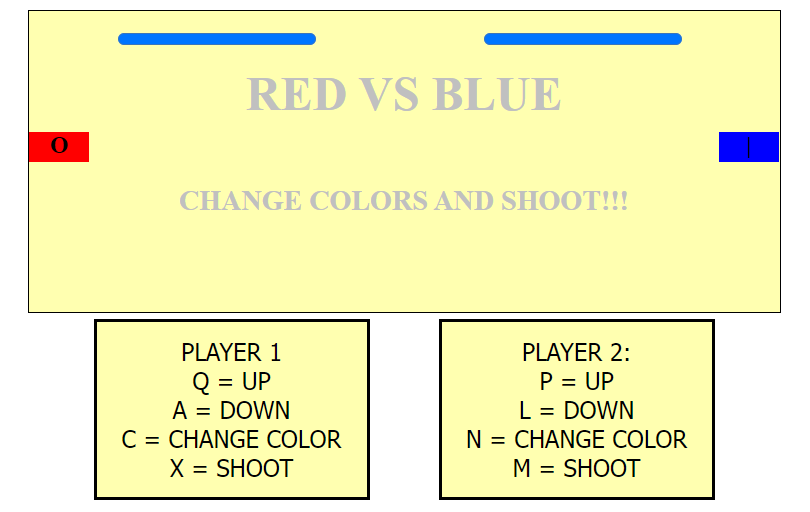 RED VS BLUE
O |
CHANGE COLORS AND SHOOT!!!
PLAYER 1
Q = UP
A = DOWN
C = CHANGE COLOR
X = SHOOT
PLAYER 2:
P = UP
L = DOWN
N = CHANGE COLOR
M = SHOOT